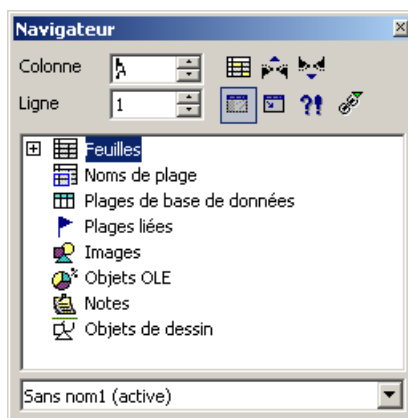 Navigateur
Colonne A
Ligne 1
Feuilles
Noms de plage
Plages de base de données
Plages liées
Images
Objets OLE
Notes
Objets de dessin
Sans nom1 (active)